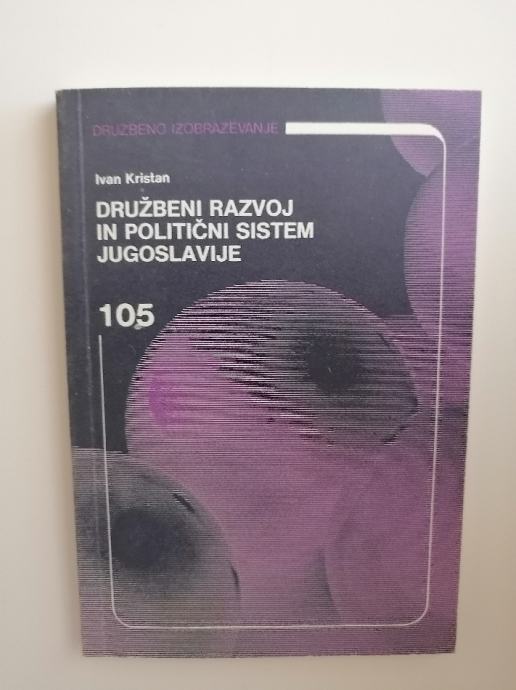 DRUŽBENO IZOBRAŽEVANJE
Ivan Kristan
DRUŽBENI RAZVOJ
IN POLITIČNI SISTEM
JUGOSLAVIJE
105